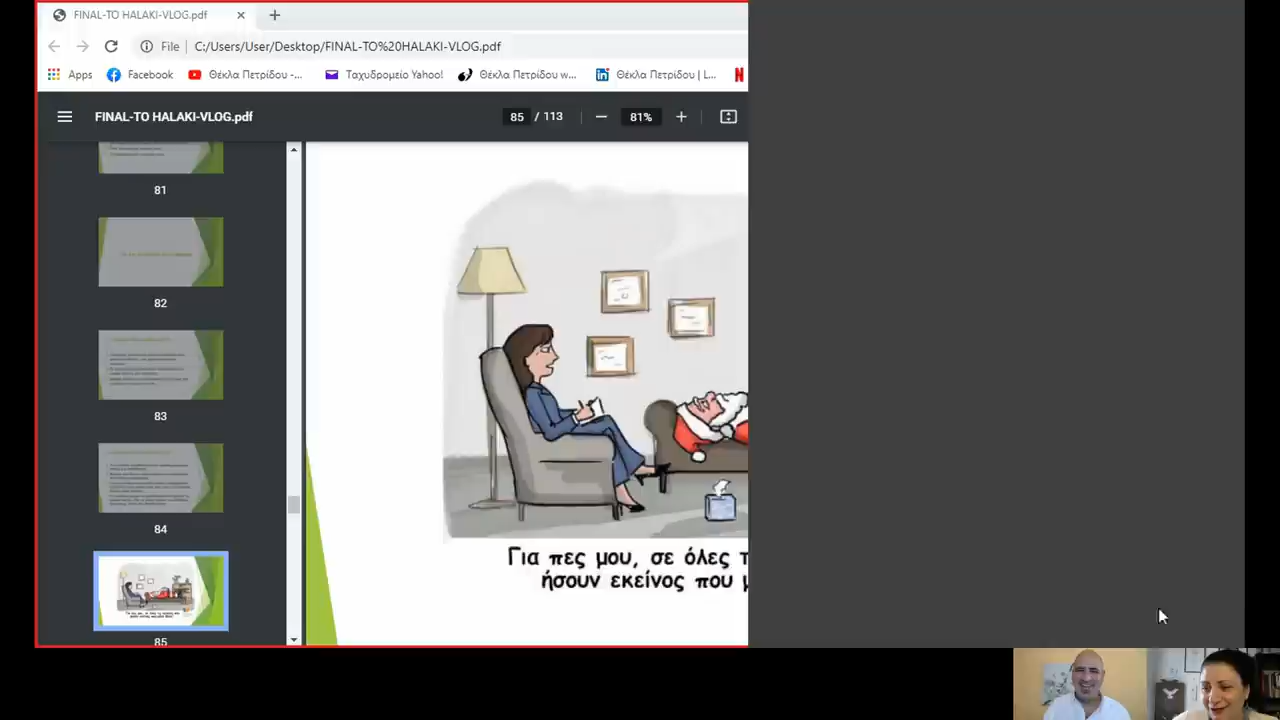 FINAL-TO HALAKI-VLOG.pdf
File C:/Users/User/Desktop/FINAL-TO%20HALAKI-VLOG.pdf
Apps Facebook Θέκλα Πετρίδου -... Ταχυδρομείο Yahoo! Θέκλα Πετρίδου w... Θέκλα Πετρίδου | L...
FINAL-TO HALAKI-VLOG.pdf 85 / 113 81%
81
82
83
84
85
Για πες μου, σε όλες τ
ήσουν εκείνος που μ